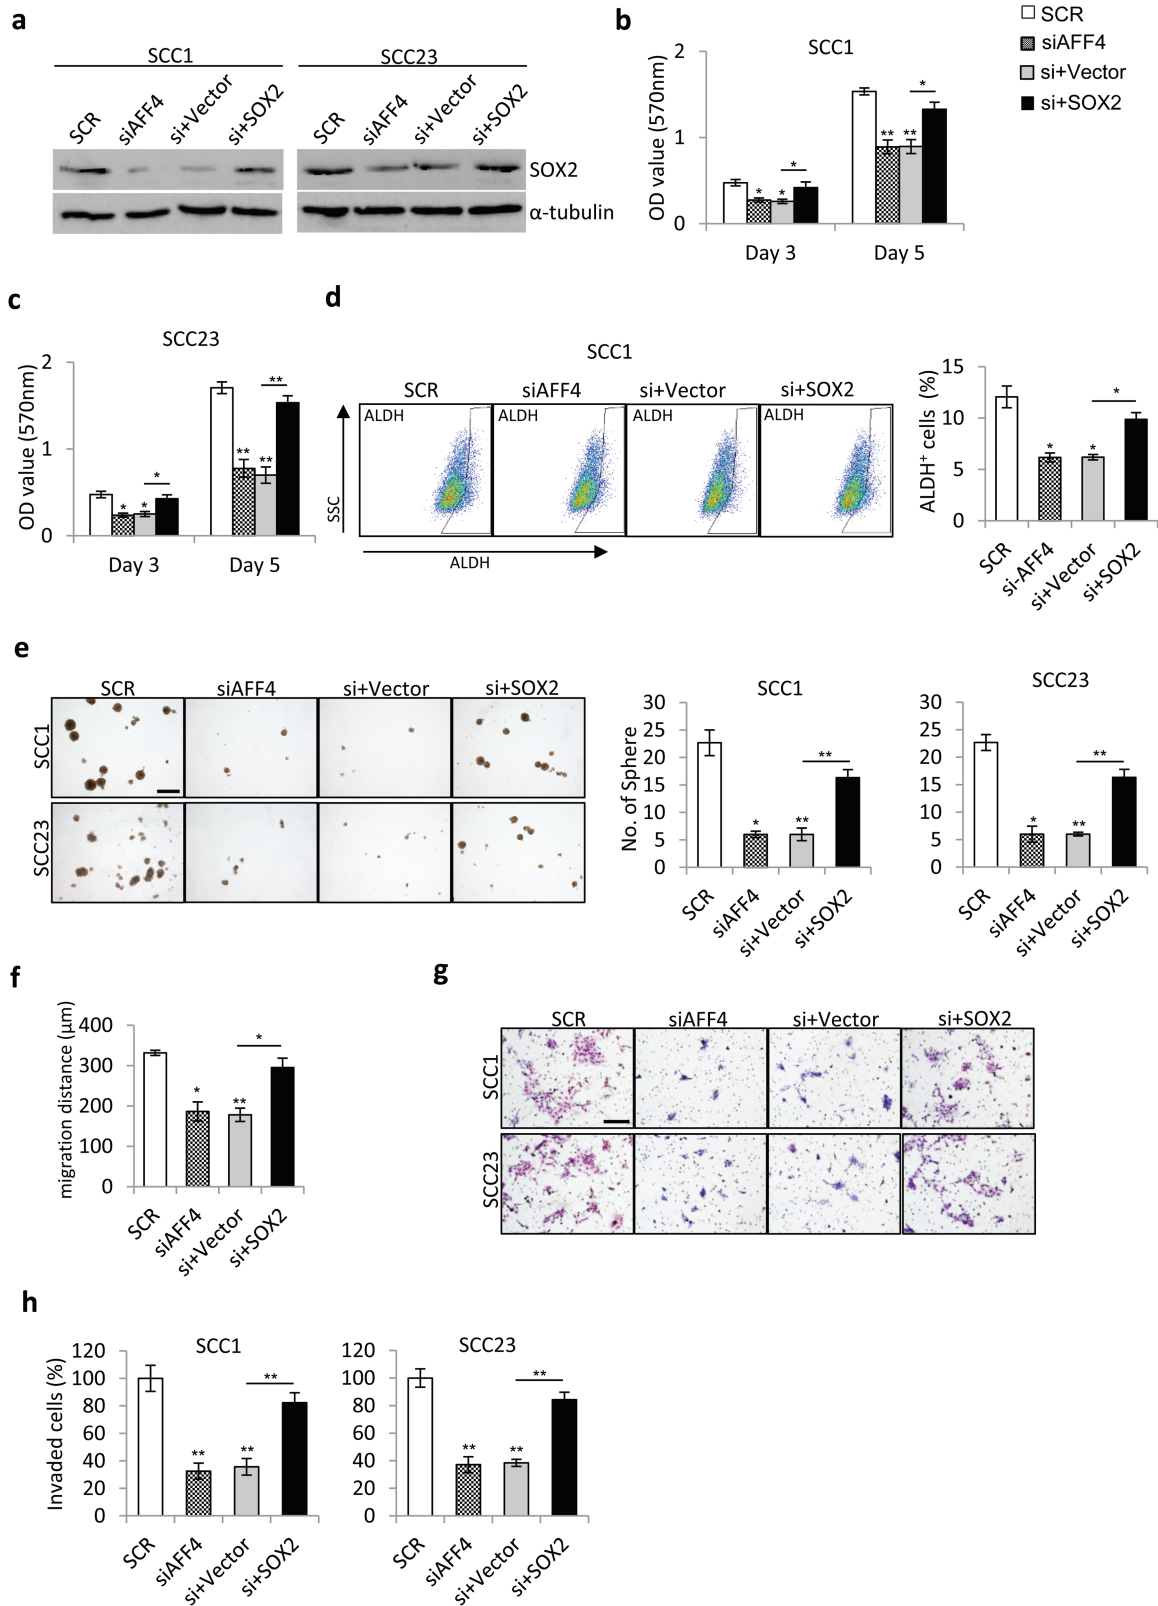 a
SCC1
SCC23
SCR
siAFF4
si+Vector
si+SOX2
SCR
siAFF4
si+Vector
si+SOX2
SOX2
α-tubulin
b
SCC1
SCR
siAFF4
si+Vector
si+SOX2
OD value (570nm)
2
1
0
*
*
*
**
**
*
Day 3
Day 5
c
SCC23
OD value (570nm)
2
1
0
*
*
*
**
**
**
Day 3
Day 5
d
SCC1
SCR
siAFF4
si+Vector
si+SOX2
ALDH
ALDH
ALDH
ALDH
SSC
ALDH
ALDH⁺ cells (%)
15
10
5
0
*
*
*
SCR
si-AFF4
si+Vector
si+SOX2
e
SCR
siAFF4
si+Vector
si+SOX2
SCC1
SCC23
SCC1
No. of Sphere
30
25
20
15
10
5
0
*
**
**
SCR
siAFF4
si+Vector
si+SOX2
SCC23
30
25
20
15
10
5
0
*
**
**
SCR
siAFF4
si+Vector
si+SOX2
f
migration distance (μm)
400
300
200
100
0
*
**
*
SCR
siAFF4
si+Vector
si+SOX2
g
SCR
siAFF4
si+Vector
si+SOX2
SCC1
SCC23
h
SCC1
Invaded cells (%)
120
100
80
60
40
20
0
**
**
**
SCR
siAFF4
si+Vector
si+SOX2
SCC23
120
100
80
60
40
20
0
**
**
**
SCR
siAFF4
si+Vector
si+SOX2